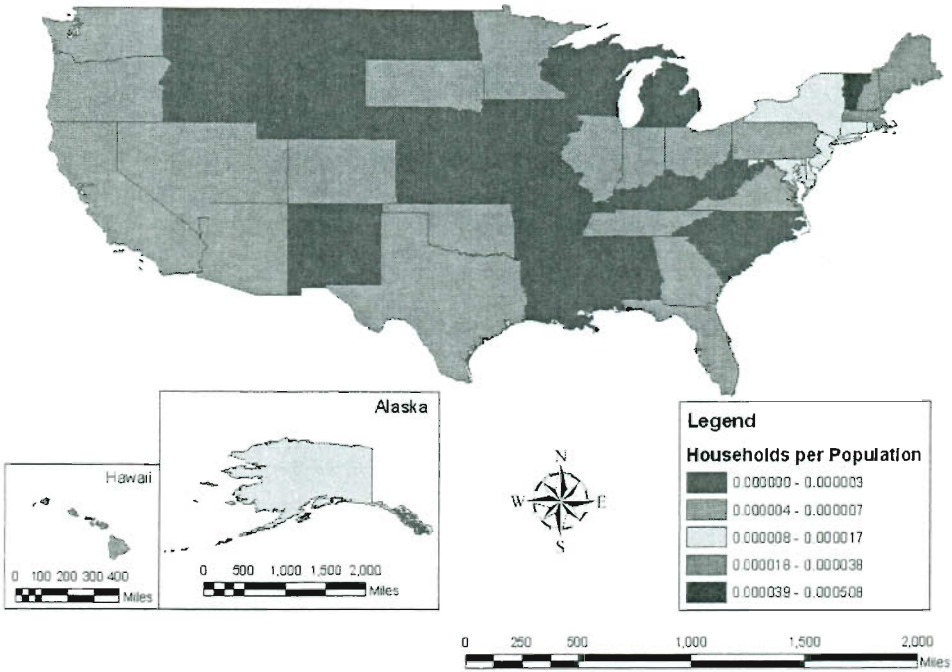 Alaska
Hawaii
0 100 200 300 400
Miles
0 500 1,000 1,500 2,000
Miles
N
W E
S
Legend
Households per Population
0.000000 - 0.000003
0.000004 - 0.000007
0.000008 - 0.000017
0.000018 - 0.000038
0.000039 - 0.000508
0 250 500 1,000 1,500 2,000
Miles